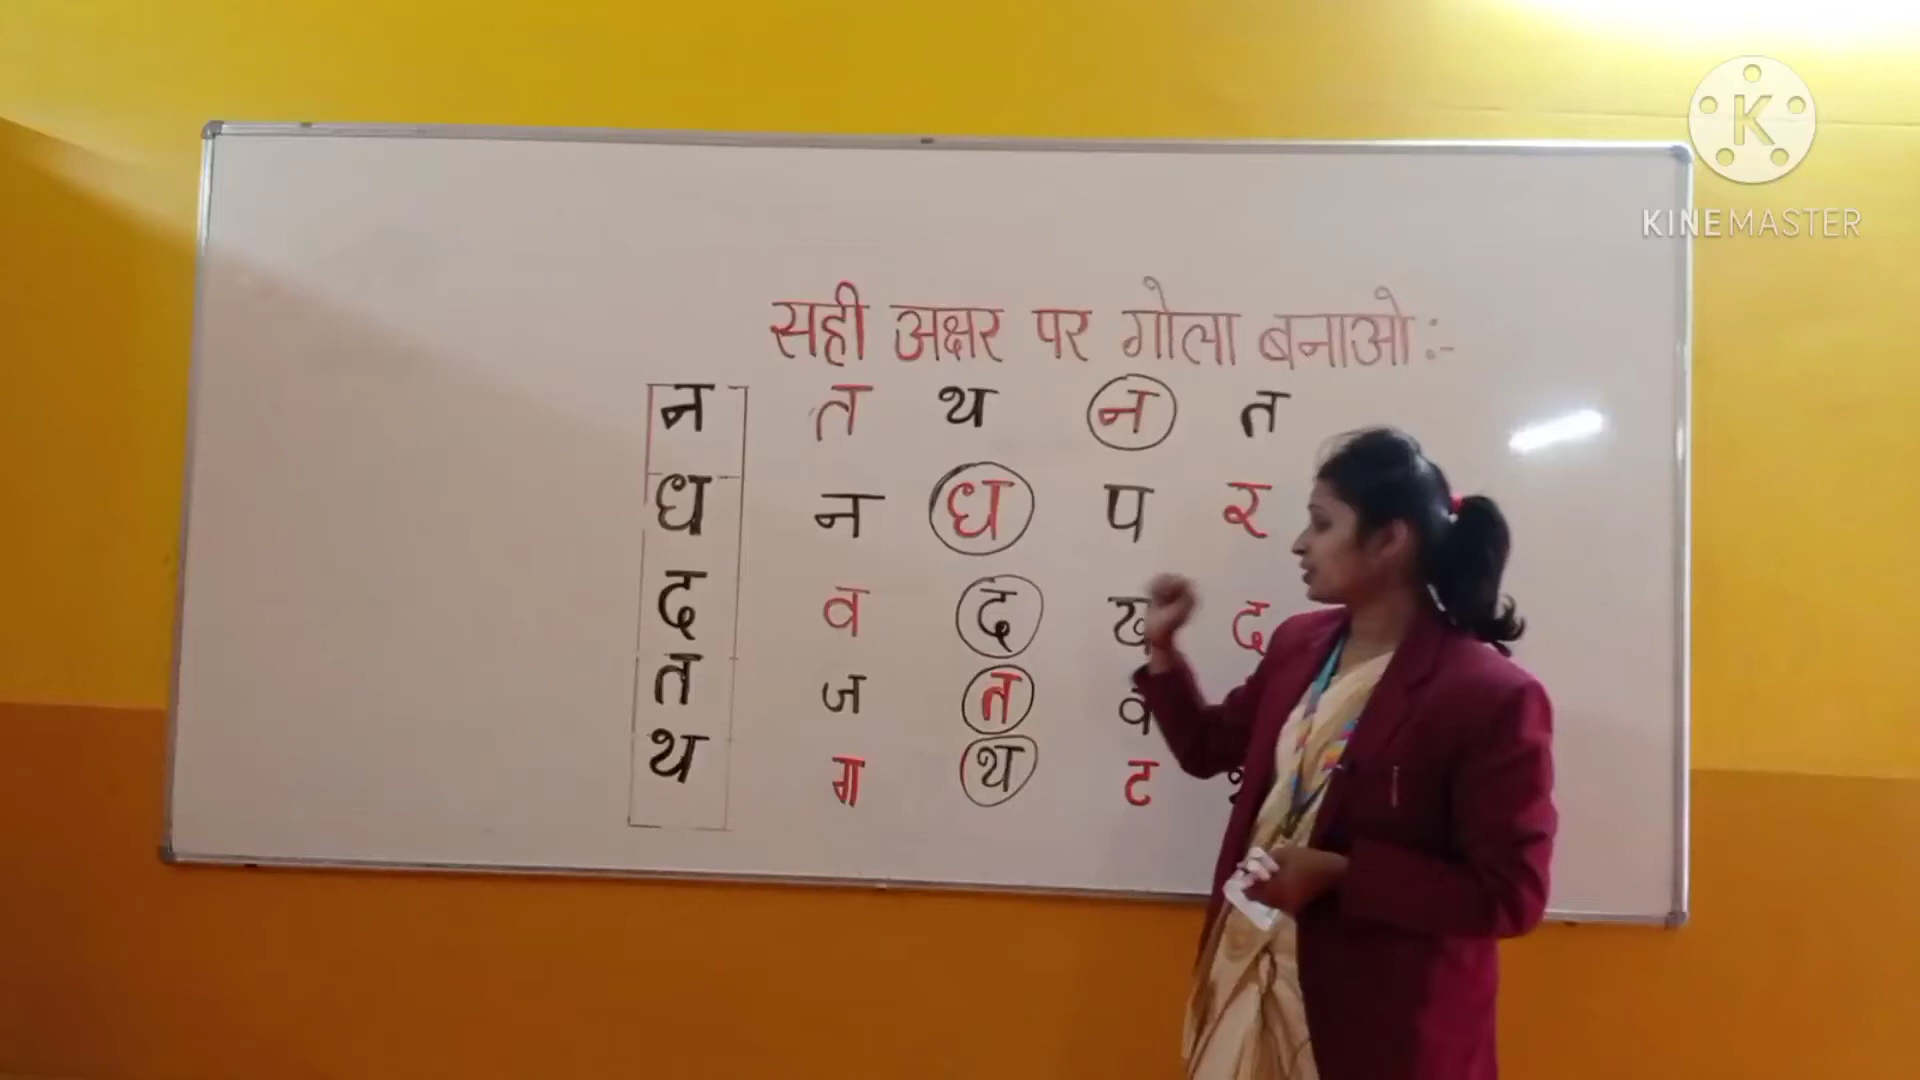 KINEMASTER
सही अक्षर पर गोला बनाओ :-
न त थ न त
ध न ध प र
द व द ख द
त ज त व
थ ग थ ट